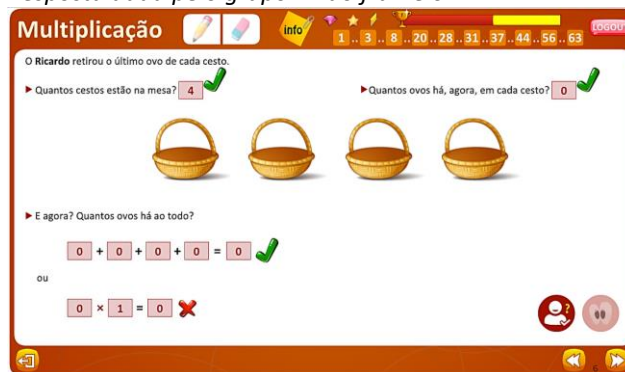 Multiplicação
info
1 .. 3 .. 8 .. 20 .. 28 .. 31 .. 37 .. 44 .. 56 .. 63
LOGOUT
O Ricardo retirou o último ovo de cada cesto.
Quantos cestos estão na mesa? 4
Quantos ovos há, agora, em cada cesto? 0
E agora? Quantos ovos há ao todo?
0 + 0 + 0 + 0 = 0
ou
0 × 1 = 0
?
6